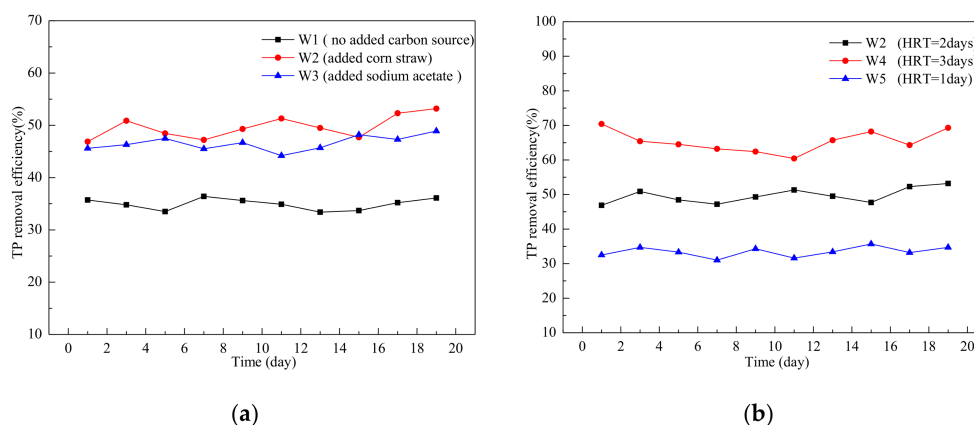 70
60
50
40
30
20
10
TP removal efficiency(%)
W1 ( no added carbon source)
W2 (added corn straw)
W3 (added sodium acetate )
0 2 4 6 8 10 12 14 16 18 20
Time (day)
(a)
100
90
80
70
60
50
40
30
20
10
TP removal efficiency(%)
W2 (HRT=2days)
W4 (HRT=3days)
W5 (HRT=1day)
0 2 4 6 8 10 12 14 16 18 20
Time (day)
(b)